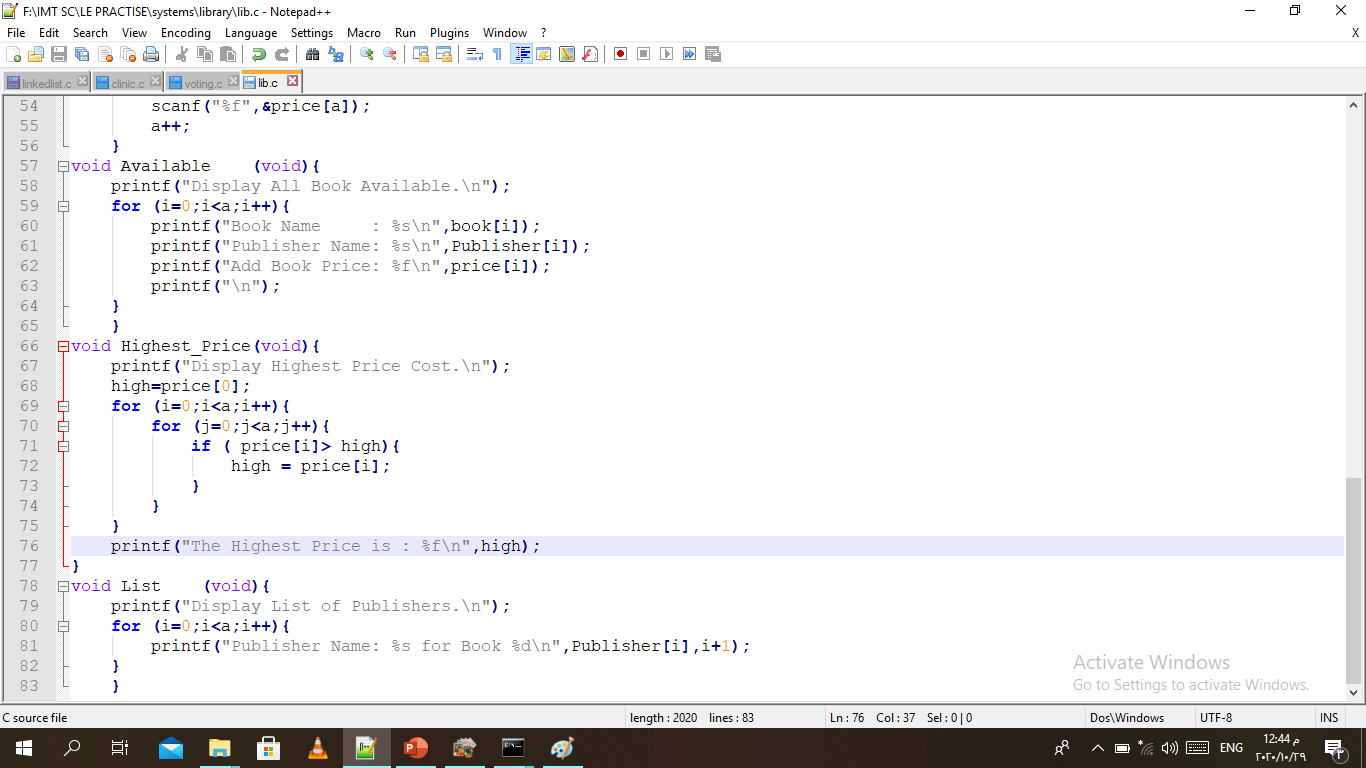 F:\IMT SC\LE PRACTISE\systems\library\lib.c - Notepad++
File Edit Search View Encoding Language Settings Macro Run Plugins Window ? X
linkedlist.c clinic.c voting.c lib.c
54 scanf("%f",&price[a]);
55 a++;
56 }
57 void Available    (void){
58 printf("Display All Book Available.\n");
59 for (i=0;i<a;i++){
60 printf("Book Name     : %s\n",book[i]);
61 printf("Publisher Name: %s\n",Publisher[i]);
62 printf("Add Book Price: %f\n",price[i]);
63 printf("\n");
64 }
65 }
66 void Highest_Price(void){
67 printf("Display Highest Price Cost.\n");
68 high=price[0];
69 for (i=0;i<a;i++){
70 for (j=0;j<a;j++){
71 if ( price[i]> high){
72 high = price[i];
73 }
74 }
75 }
76 printf("The Highest Price is : %f\n",high);
77 }
78 void List    (void){
79 printf("Display List of Publishers.\n");
80 for (i=0;i<a;i++){
81 printf("Publisher Name: %s for Book %d\n",Publisher[i],i+1);
82 }
83 }
Activate Windows
Go to Settings to activate Windows.
C source file length : 2020 lines : 83 Ln : 76 Col : 37 Sel : 0 | 0 Dos\Windows UTF-8 INS
ENG
12:44 م
٢٠٢٠/١٠/٢٩
٣